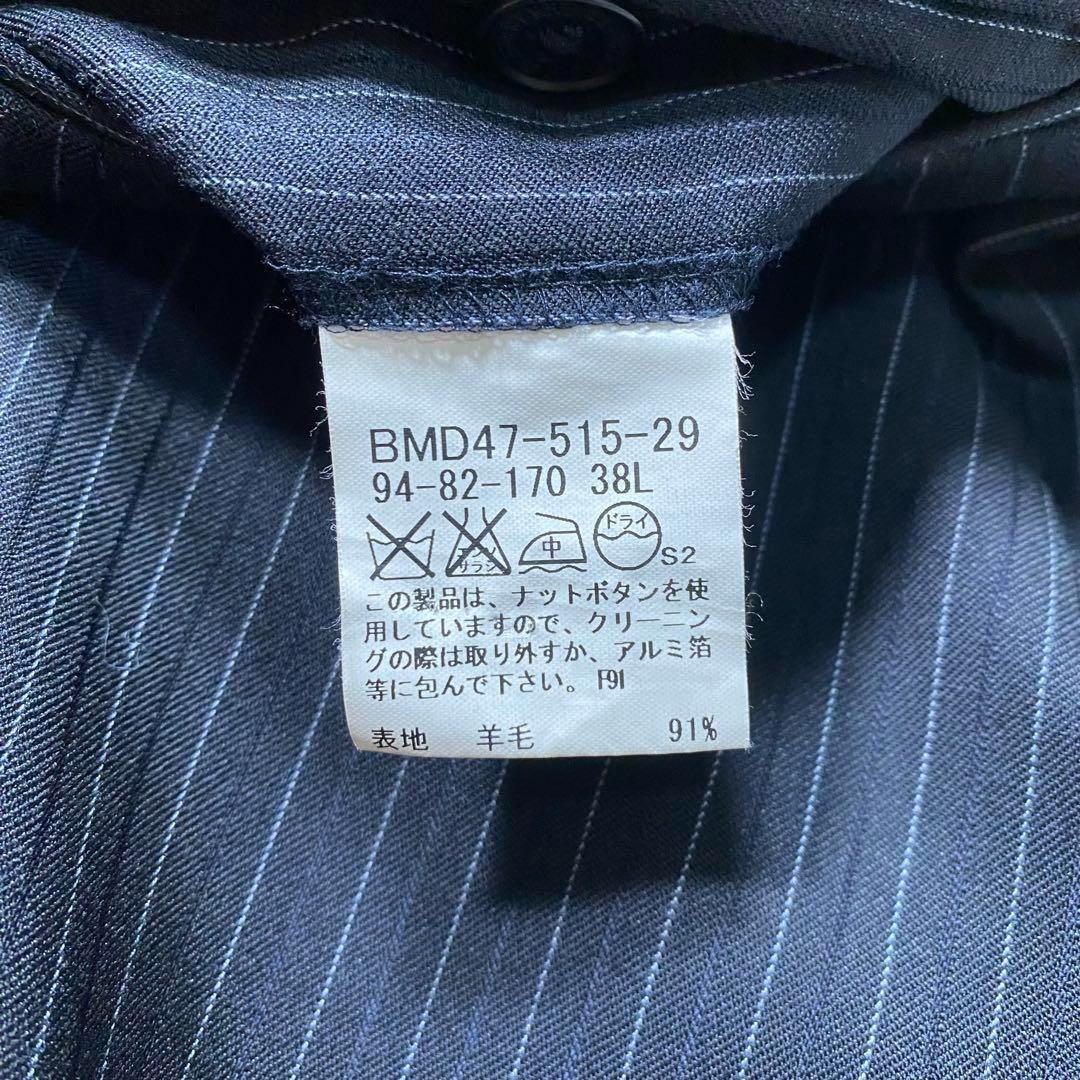 BMD47-515-29
94-82-170 38L
中 ドライ S2
この製品は、ナットボタンを使
用していますので、クリーニン
グの際は取り外すか、アルミ箔
等に包んで下さい。F91
表地 羊毛 91%